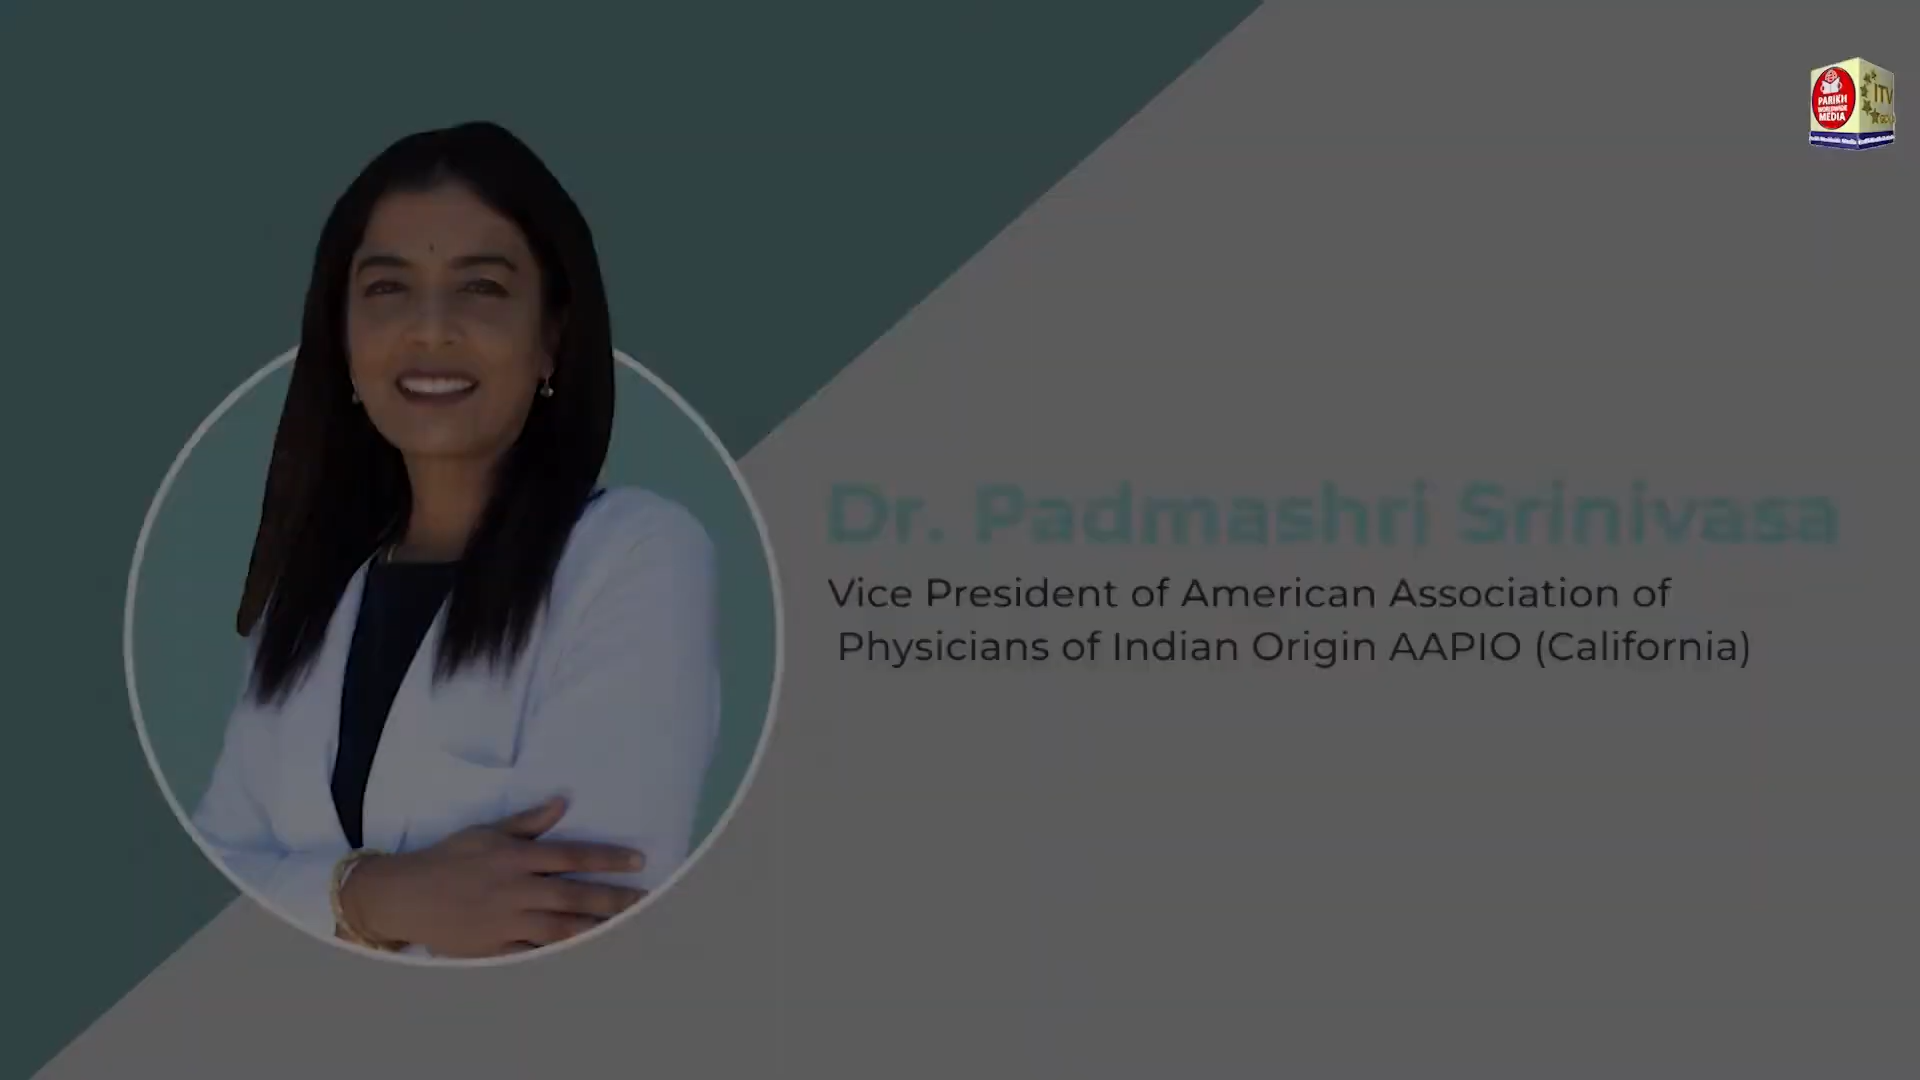 PARIKH
WORLDWIDE
MEDIA
ITV
Dr. Padmashri Srinivasa
Vice President of American Association of
Physicians of Indian Origin AAPIO (California)